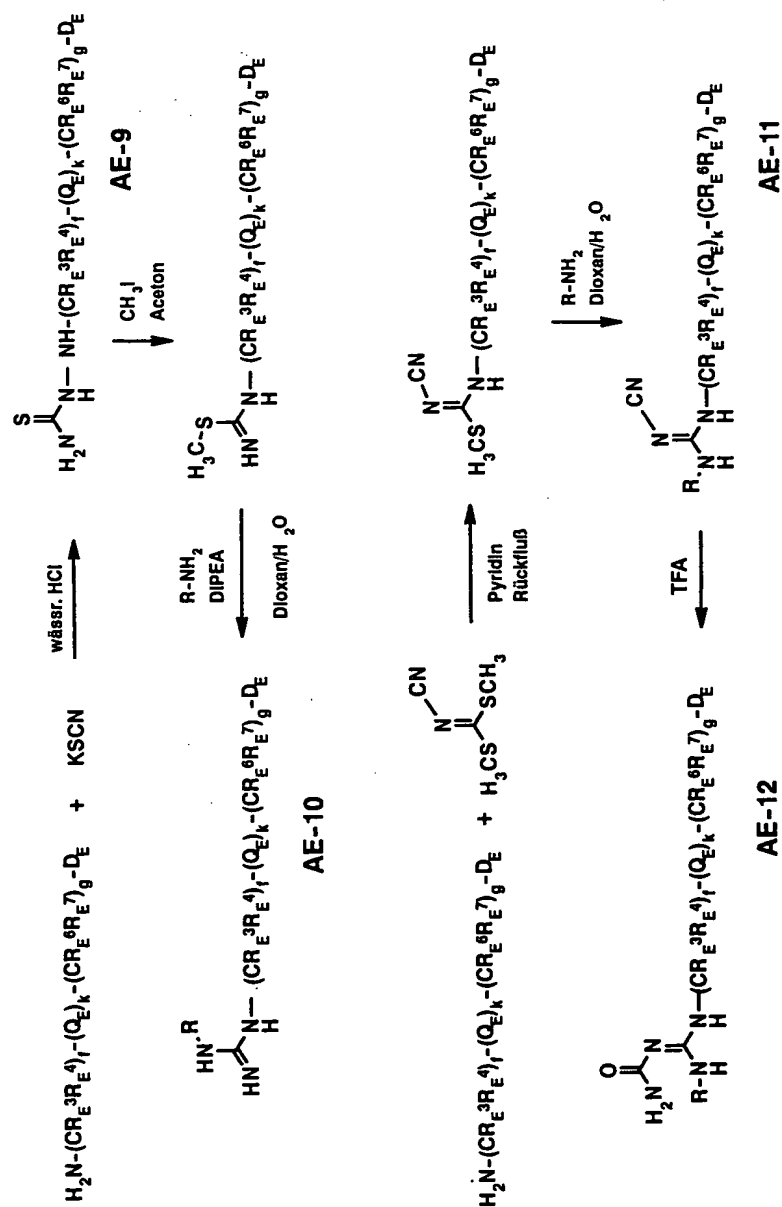 H2N-(CRE3RE4)f-(QE)k-(CRE6RE7)g-DE + KSCN
wässr. HCl
S
H2N N — NH-(CRE3RE4)f-(QE)k-(CRE6RE7)g-DE
H
AE-9
CH3I
Aceton
H3C-S
HN N — (CRE3RE4)f-(QE)k-(CRE6RE7)g-DE
H
R-NH2
DIPEA
Dioxan/H2O
HN R
HN N — (CRE3RE4)f-(QE)k-(CRE6RE7)g-DE
H
AE-10
H2N-(CRE3RE4)f-(QE)k-(CRE6RE7)g-DE +
N CN
H3CS SCH3
Pyridin
Rückfluß
N CN
H3CS N — (CRE3RE4)f-(QE)k-(CRE6RE7)g-DE
H
R-NH2
Dioxan/H2O
N CN
R N N —(CRE3RE4)f-(QE)k-(CRE6RE7)g-DE
H H
AE-11
TFA
O
H2N N
R-N N —(CRE3RE4)f-(QE)k-(CRE6RE7)g-DE
H H
AE-12